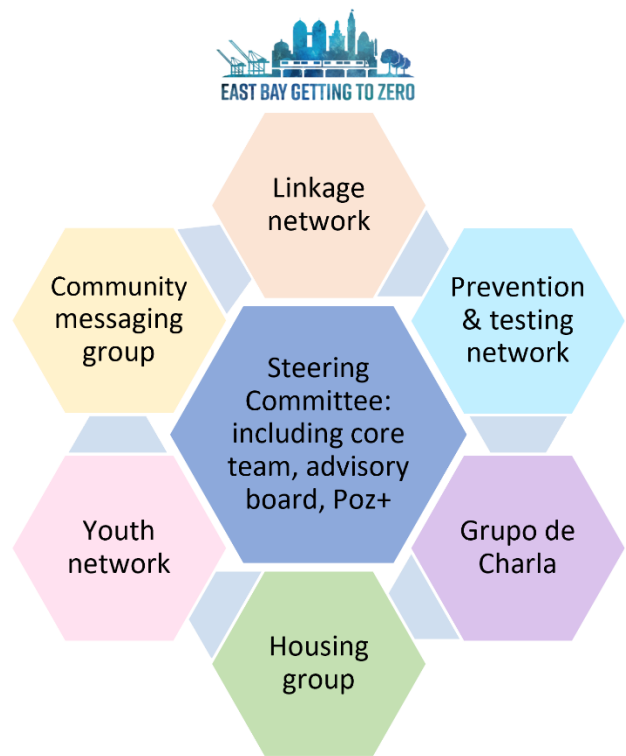 EAST BAY GETTING TO ZERO
Linkage
network
Community
messaging
group
Prevention
& testing
network
Steering
Committee:
including core
team, advisory
board, Poz+
Youth
network
Grupo de
Charla
Housing
group